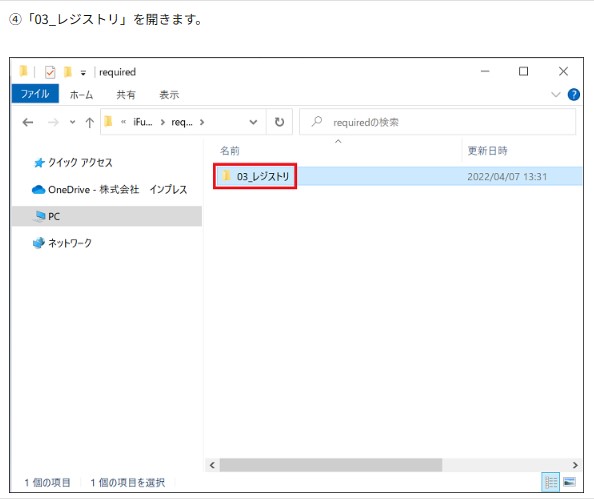 ④「03_レジストリ」を開きます。
required
ファイル ホーム 共有 表示
« iFu... > req... > requiredの検索
名前 更新日時
クイック アクセス
03_レジストリ 2022/04/07 13:31
OneDrive - 株式会社　インプレス
PC
ネットワーク
1 個の項目 1 個の項目を選択